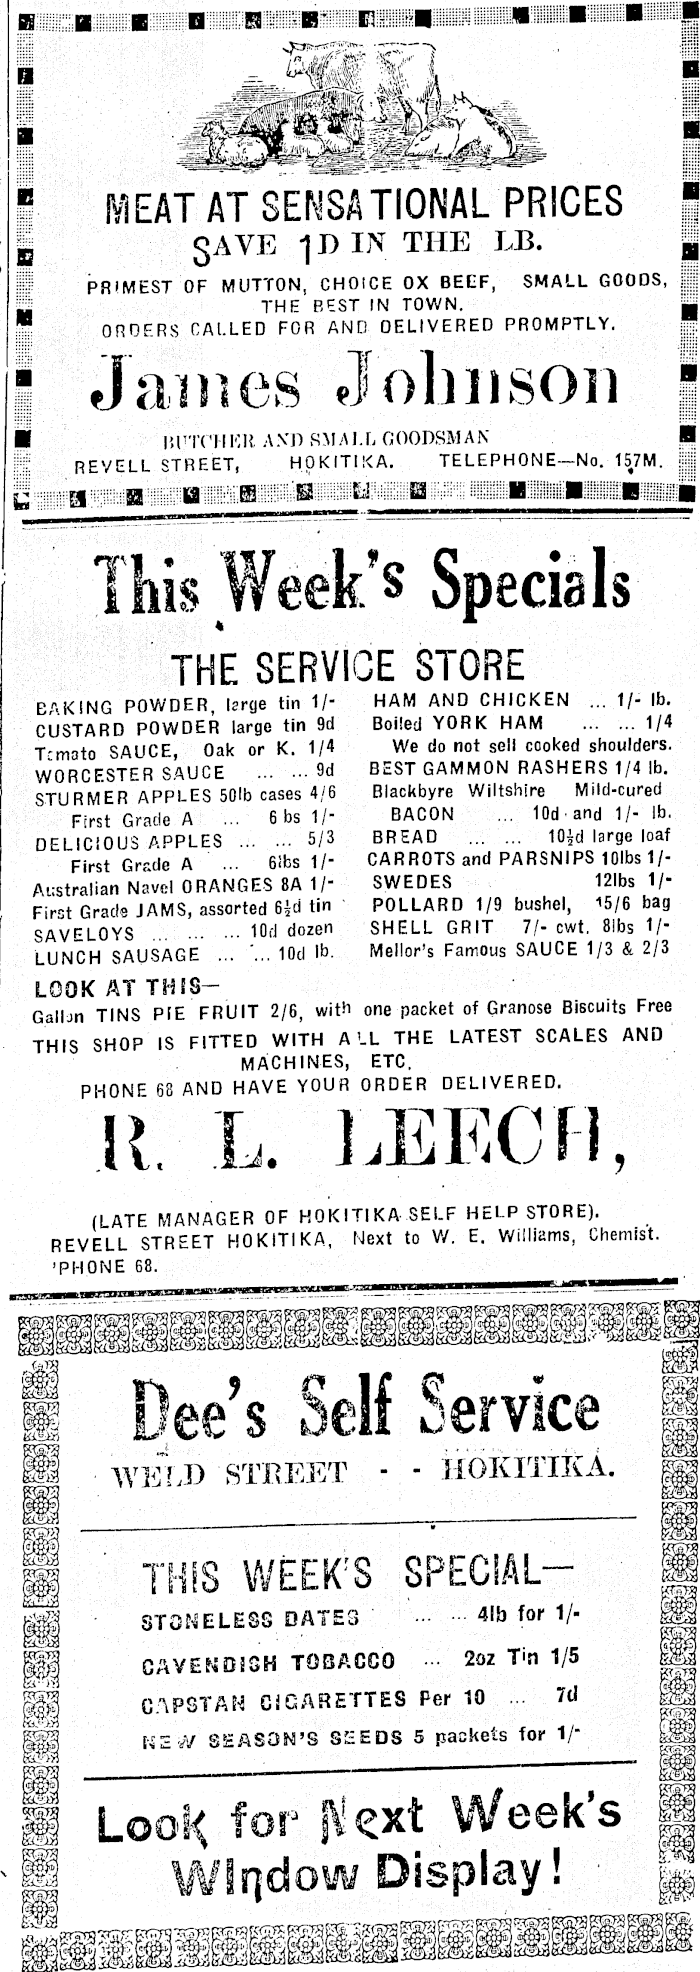 MEAT AT SENSATIONAL PRICES
SAVE 1D IN THE LB.
PRIMEST OF MUTTON, CHOICE OX BEEF, SMALL GOODS,
THE BEST IN TOWN.
ORDERS CALLED FOR AND DELIVERED PROMPTLY.
James Johnson
BUTCHER AND SMALL GOODSMAN
REVELL STREET, HOKITIKA. TELEPHONE—No. 157M.
This Week's Specials
THE SERVICE STORE
BAKING POWDER, large tin 1/-
CUSTARD POWDER large tin 9d
Tomato SAUCE, Oak or K. 1/4
WORCESTER SAUCE ... ... 9d
STURMER APPLES 50lb cases 4/6
First Grade A ... 6 bs 1/-
DELICIOUS APPLES ... ... 5/3
First Grade A ... 6lbs 1/-
Australian Navel ORANGES 8A 1/-
First Grade JAMS, assorted 6½d tin
SAVELOYS ... ... ... 10d dozen
LUNCH SAUSAGE ... ... 10d lb.
HAM AND CHICKEN ... 1/- lb.
Boiled YORK HAM ... ... 1/4
We do not sell cooked shoulders.
BEST GAMMON RASHERS 1/4 lb.
Blackbyre Wiltshire Mild-cured
BACON ... 10d and 1/- lb.
BREAD ... ... 10½d large loaf
CARROTS and PARSNIPS 10lbs 1/-
SWEDES 12lbs 1/-
POLLARD 1/9 bushel, 15/6 bag
SHELL GRIT 7/- cwt. 8lbs 1/-
Mellor's Famous SAUCE 1/3 & 2/3
LOOK AT THIS—
Gallon TINS PIE FRUIT 2/6, with one packet of Granose Biscuits Free
THIS SHOP IS FITTED WITH ALL THE LATEST SCALES AND
MACHINES, ETC.
PHONE 68 AND HAVE YOUR ORDER DELIVERED.
R. L. LEECH,
(LATE MANAGER OF HOKITIKA SELF HELP STORE).
REVELL STREET HOKITIKA, Next to W. E. Williams, Chemist.
'PHONE 68.
Dee's Self Service
WELD STREET - - HOKITIKA.
THIS WEEK'S SPECIAL—
STONELESS DATES ... ... 4lb for 1/-
CAVENDISH TOBACCO ... 2oz Tin 1/5
CAPSTAN CIGARETTES Per 10 ... 7d
NEW SEASON'S SEEDS 5 packets for 1/-
Look for Next Week's
Window Display!